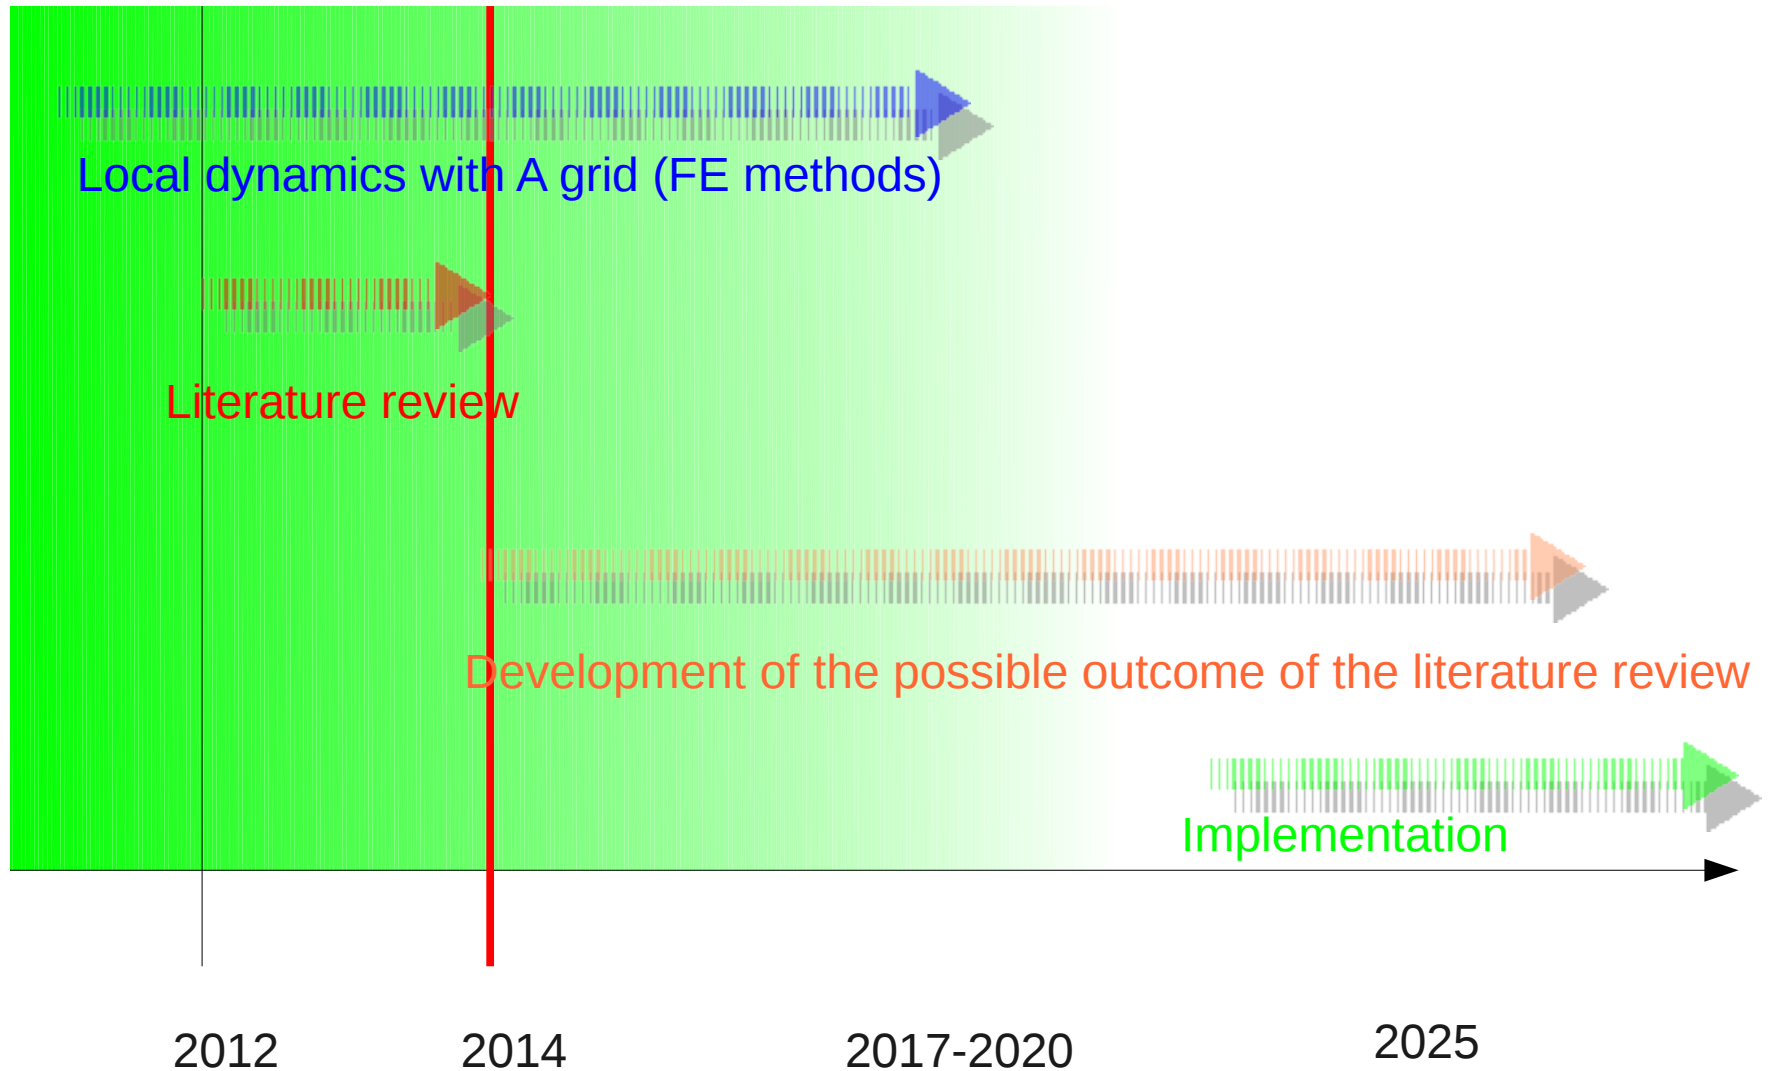 Local dynamics with A grid (FE methods)
Literature review
Development of the possible outcome of the literature review
Implementation
2012
2014
2017-2020
2025